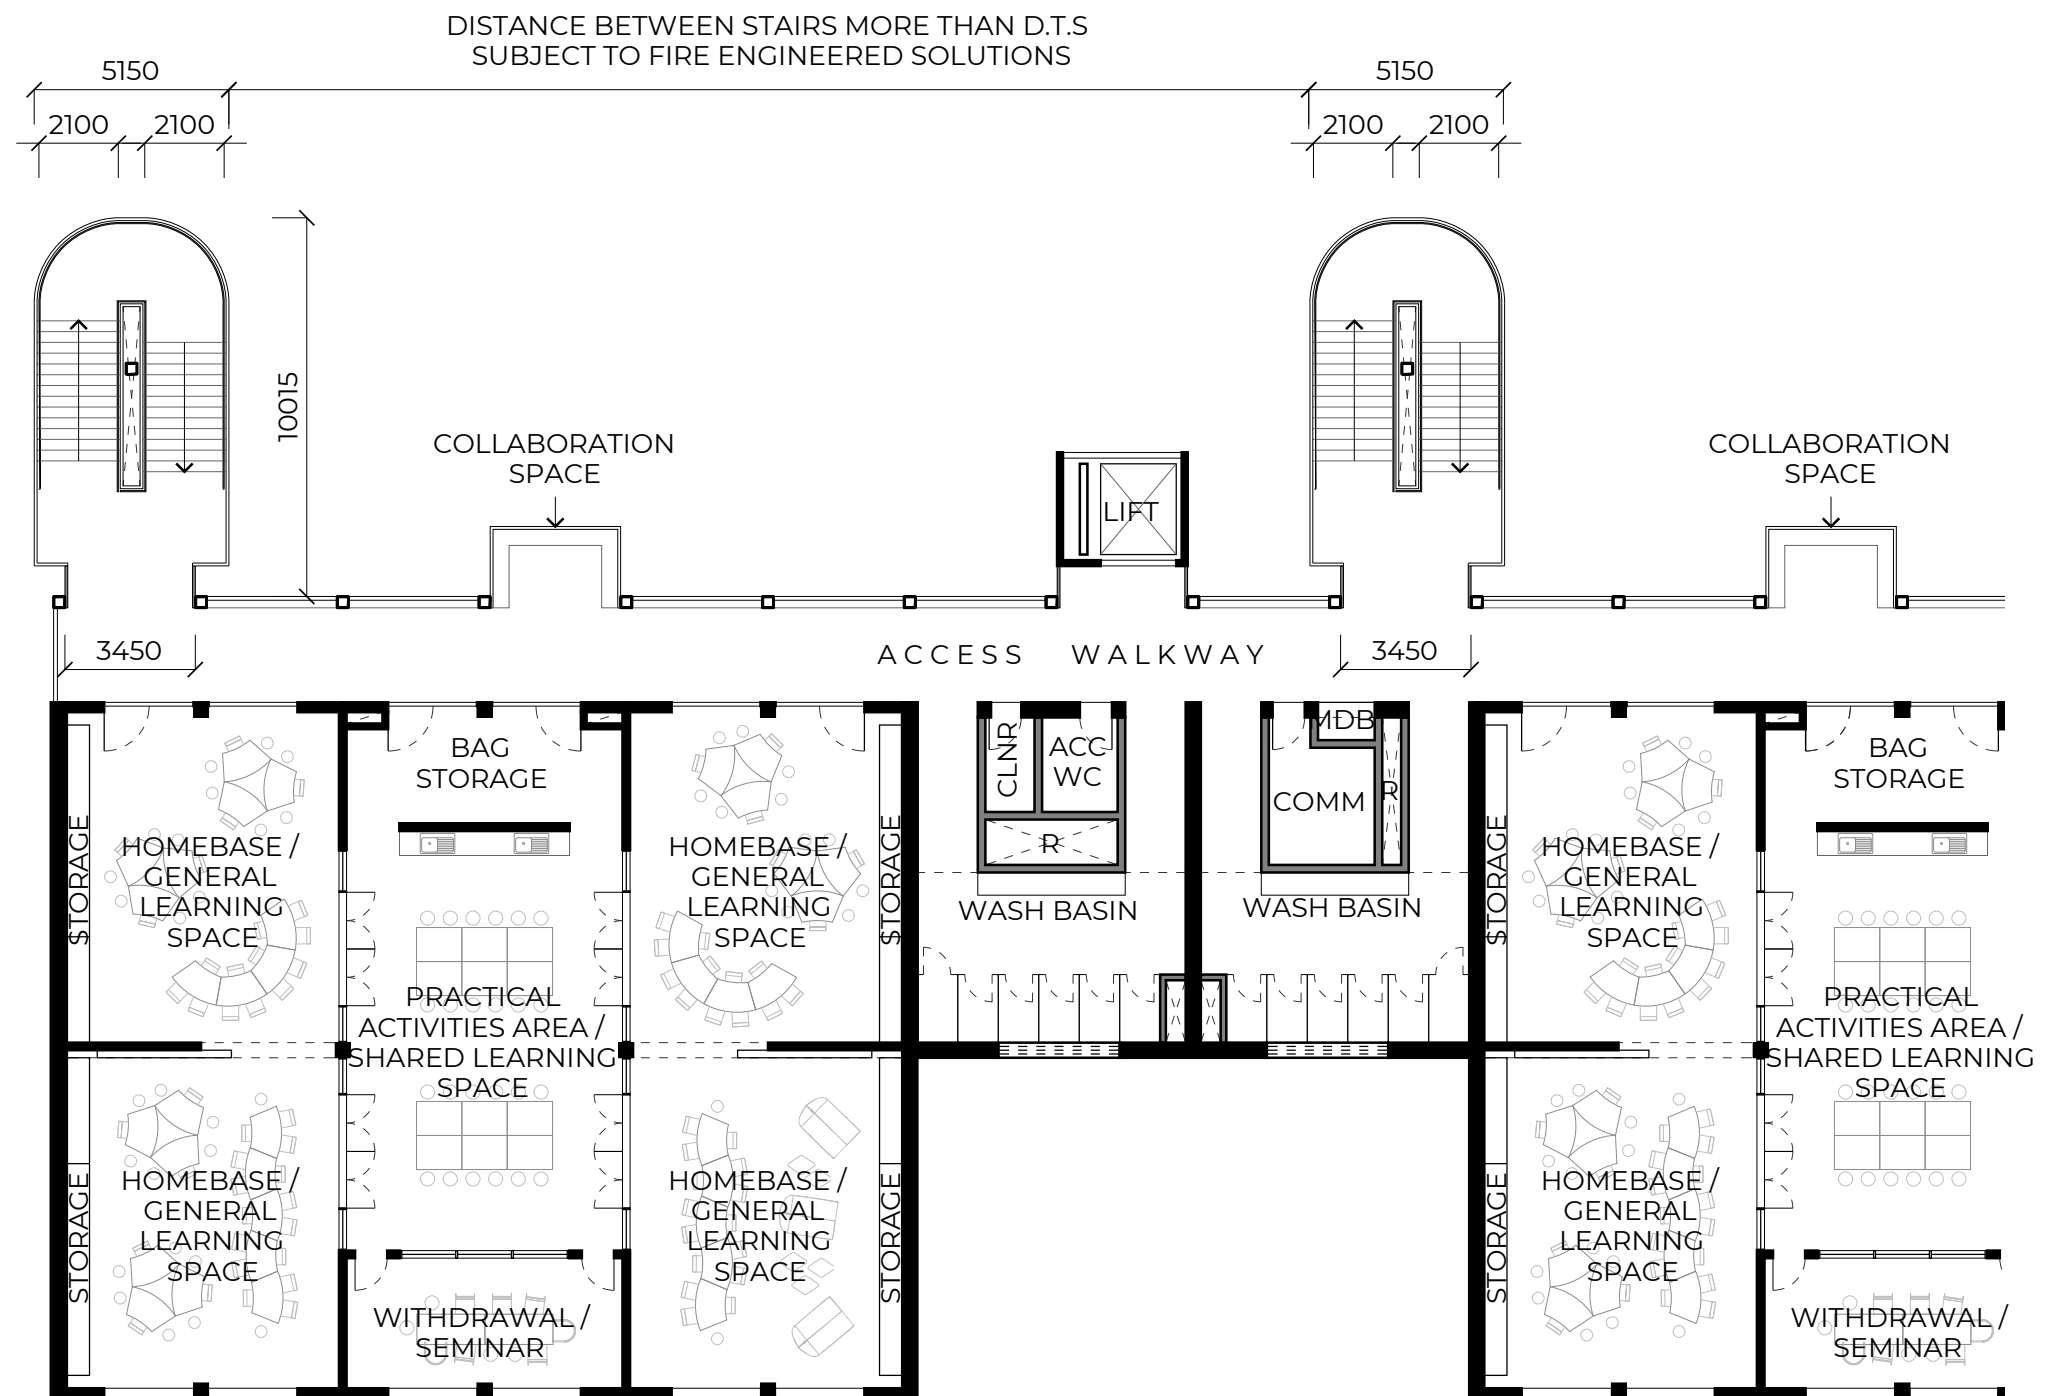 DISTANCE BETWEEN STAIRS MORE THAN D.T.S
SUBJECT TO FIRE ENGINEERED SOLUTIONS
5150
5150
2100
2100
2100
2100
10015
COLLABORATION
SPACE
LIFT
COLLABORATION
SPACE
3450
ACCESS WALKWAY
3450
STORAGE
HOMEBASE /
GENERAL
LEARNING
SPACE
BAG
STORAGE
HOMEBASE /
GENERAL
LEARNING
SPACE
STORAGE
CLNR
ACC
WC
R
WASH BASIN
MDB
COMM
R
WASH BASIN
STORAGE
HOMEBASE /
GENERAL
LEARNING
SPACE
BAG
STORAGE
PRACTICAL
ACTIVITIES AREA /
SHARED LEARNING
SPACE
PRACTICAL
ACTIVITIES AREA /
SHARED LEARNING
SPACE
STORAGE
HOMEBASE /
GENERAL
LEARNING
SPACE
HOMEBASE /
GENERAL
LEARNING
SPACE
STORAGE
STORAGE
HOMEBASE /
GENERAL
LEARNING
SPACE
WITHDRAWAL /
SEMINAR
WITHDRAWAL /
SEMINAR